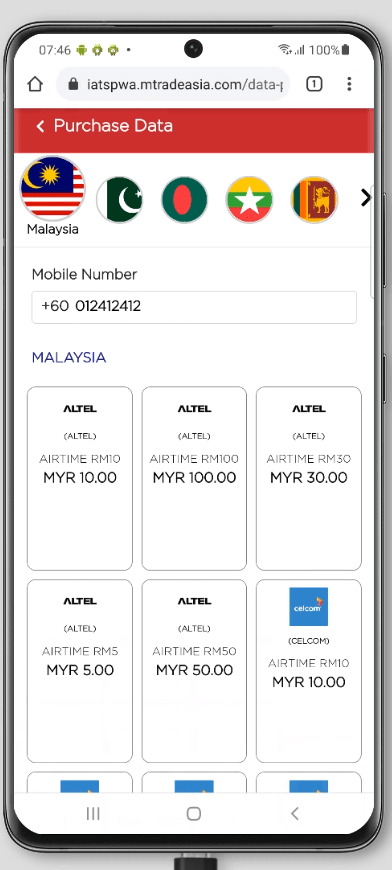 07:46
100%
iatspwa.mtradeasia.com/data-p
1
Purchase Data
Malaysia
Mobile Number
+60 012412412
MALAYSIA
ALTEL ALTEL ALTEL
(ALTEL) (ALTEL) (ALTEL)
AIRTIME RM10 AIRTIME RM100 AIRTIME RM30
MYR 10.00 MYR 100.00 MYR 30.00
ALTEL ALTEL celcom
(ALTEL) (ALTEL) (CELCOM)
AIRTIME RM5 AIRTIME RM50 AIRTIME RM10
MYR 5.00 MYR 50.00 MYR 10.00